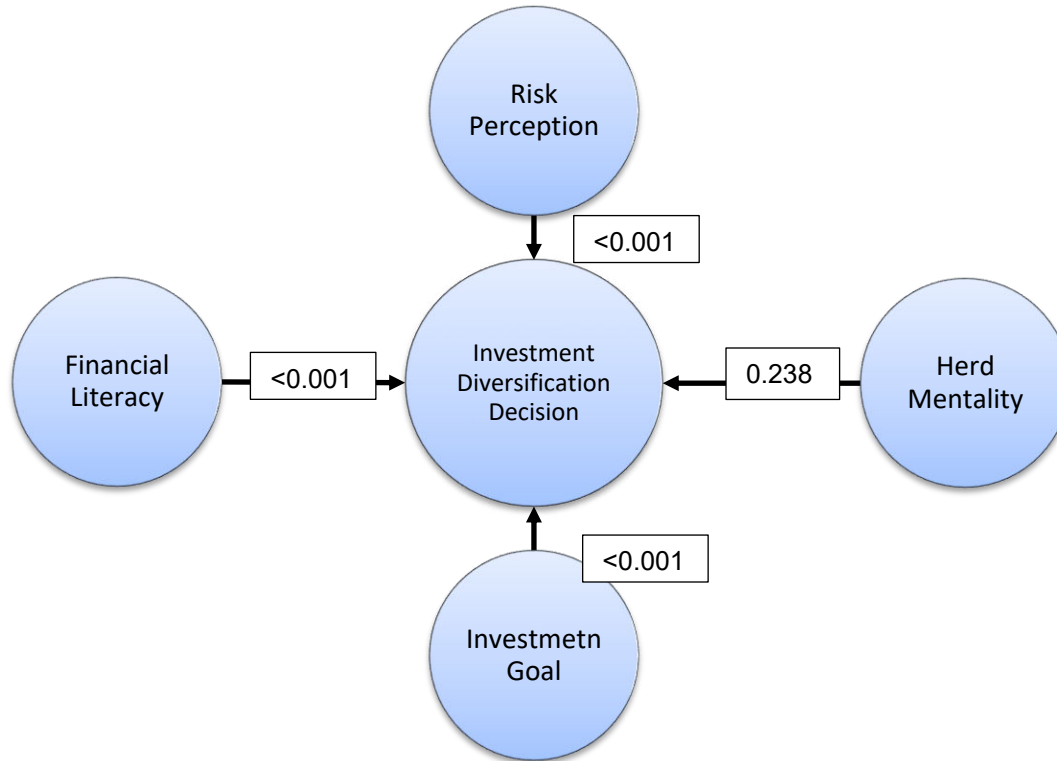 Risk
Perception
<0.001
Financial
Literacy
<0.001
Investment
Diversification
Decision
0.238
Herd
Mentality
<0.001
Investmetn
Goal